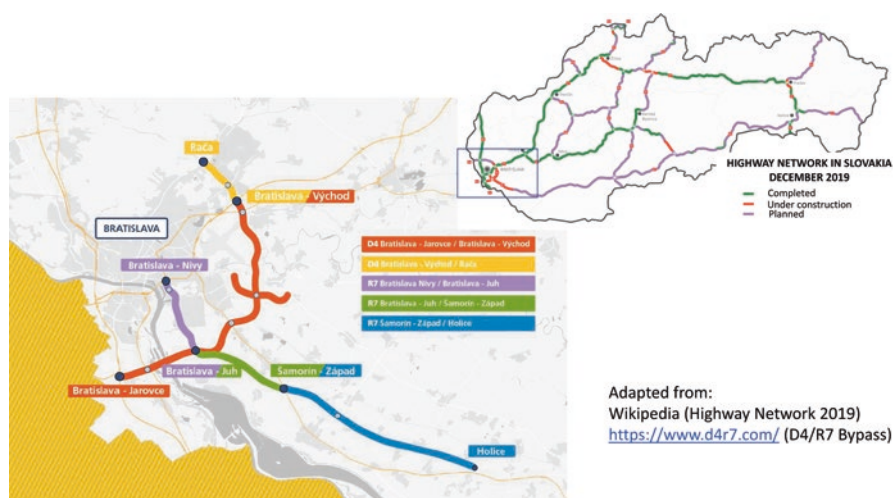 HIGHWAY NETWORK IN SLOVAKIA
DECEMBER 2019
Completed
Under construction
Planned
Rača
Bratislava - Východ
BRATISLAVA
Bratislava - Nivy
Bratislava - Juh
Šamorín - Západ
Bratislava - Jarovce
Holice
D4 Bratislava - Jarovce / Bratislava - Východ
D4 Bratislava - Východ / Rača
R7 Bratislava Nivy / Bratislava - Juh
R7 Bratislava - Juh / Šamorín - Západ
R7 Šamorín - Západ / Holice
Adapted from:
Wikipedia (Highway Network 2019)
https://www.d4r7.com/ (D4/R7 Bypass)